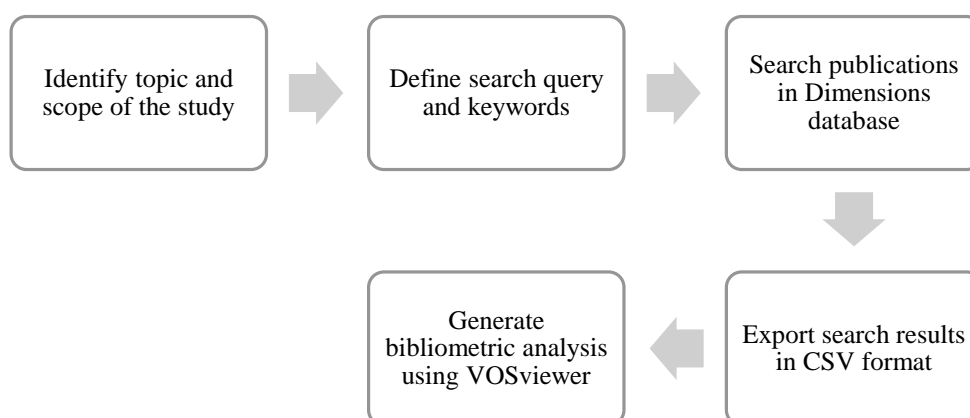 Identify topic and
scope of the study
Define search query
and keywords
Search publications
in Dimensions
database
Export search results
in CSV format
Generate
bibliometric analysis
using VOSviewer